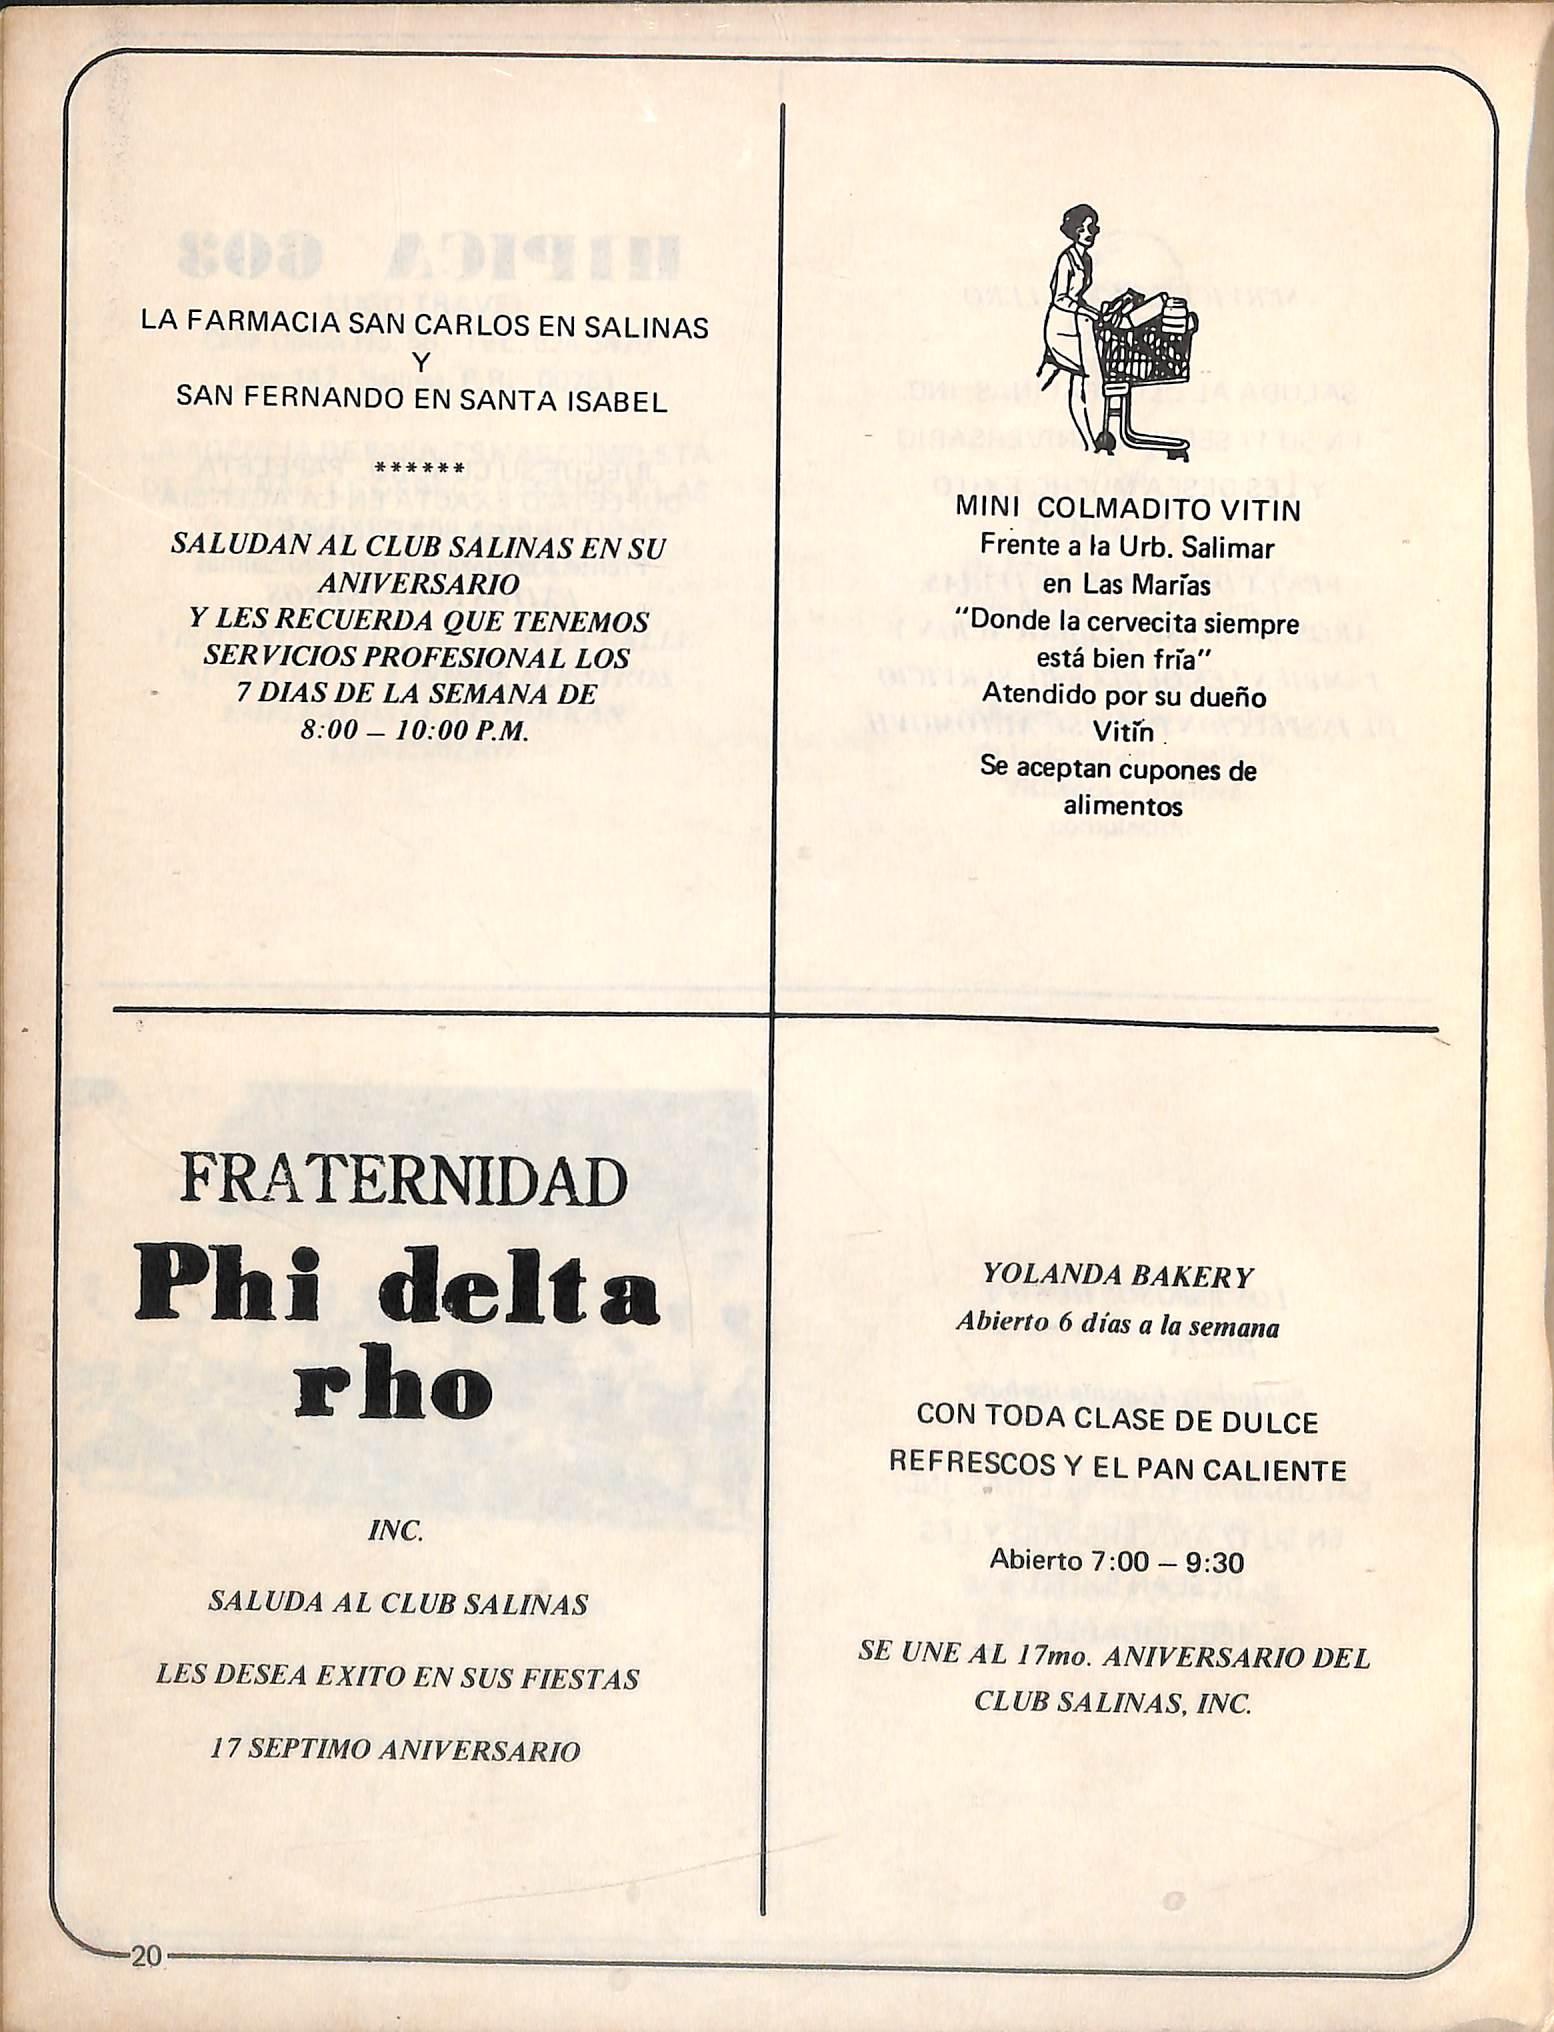 LA FARMACIA SAN CARLOS EN SALINAS
Y
SAN FERNANDO EN SANTA ISABEL
******
SALUDAN AL CLUB SALINAS EN SU
ANIVERSARIO
Y LES RECUERDA QUE TENEMOS
SERVICIOS PROFESIONAL LOS
7 DIAS DE LA SEMANA DE
8:00 – 10:00 P.M.
MINI COLMADITO VITIN
Frente a la Urb. Salimar
en Las Marías
"Donde la cervecita siempre
está bien fría"
Atendido por su dueño
Vitín
Se aceptan cupones de
alimentos
FRATERNIDAD
Phi delta
rho
INC.
SALUDA AL CLUB SALINAS
LES DESEA EXITO EN SUS FIESTAS
17 SEPTIMO ANIVERSARIO
YOLANDA BAKERY
Abierto 6 días a la semana
CON TODA CLASE DE DULCE
REFRESCOS Y EL PAN CALIENTE
Abierto 7:00 – 9:30
SE UNE AL 17mo. ANIVERSARIO DEL
CLUB SALINAS, INC.
20